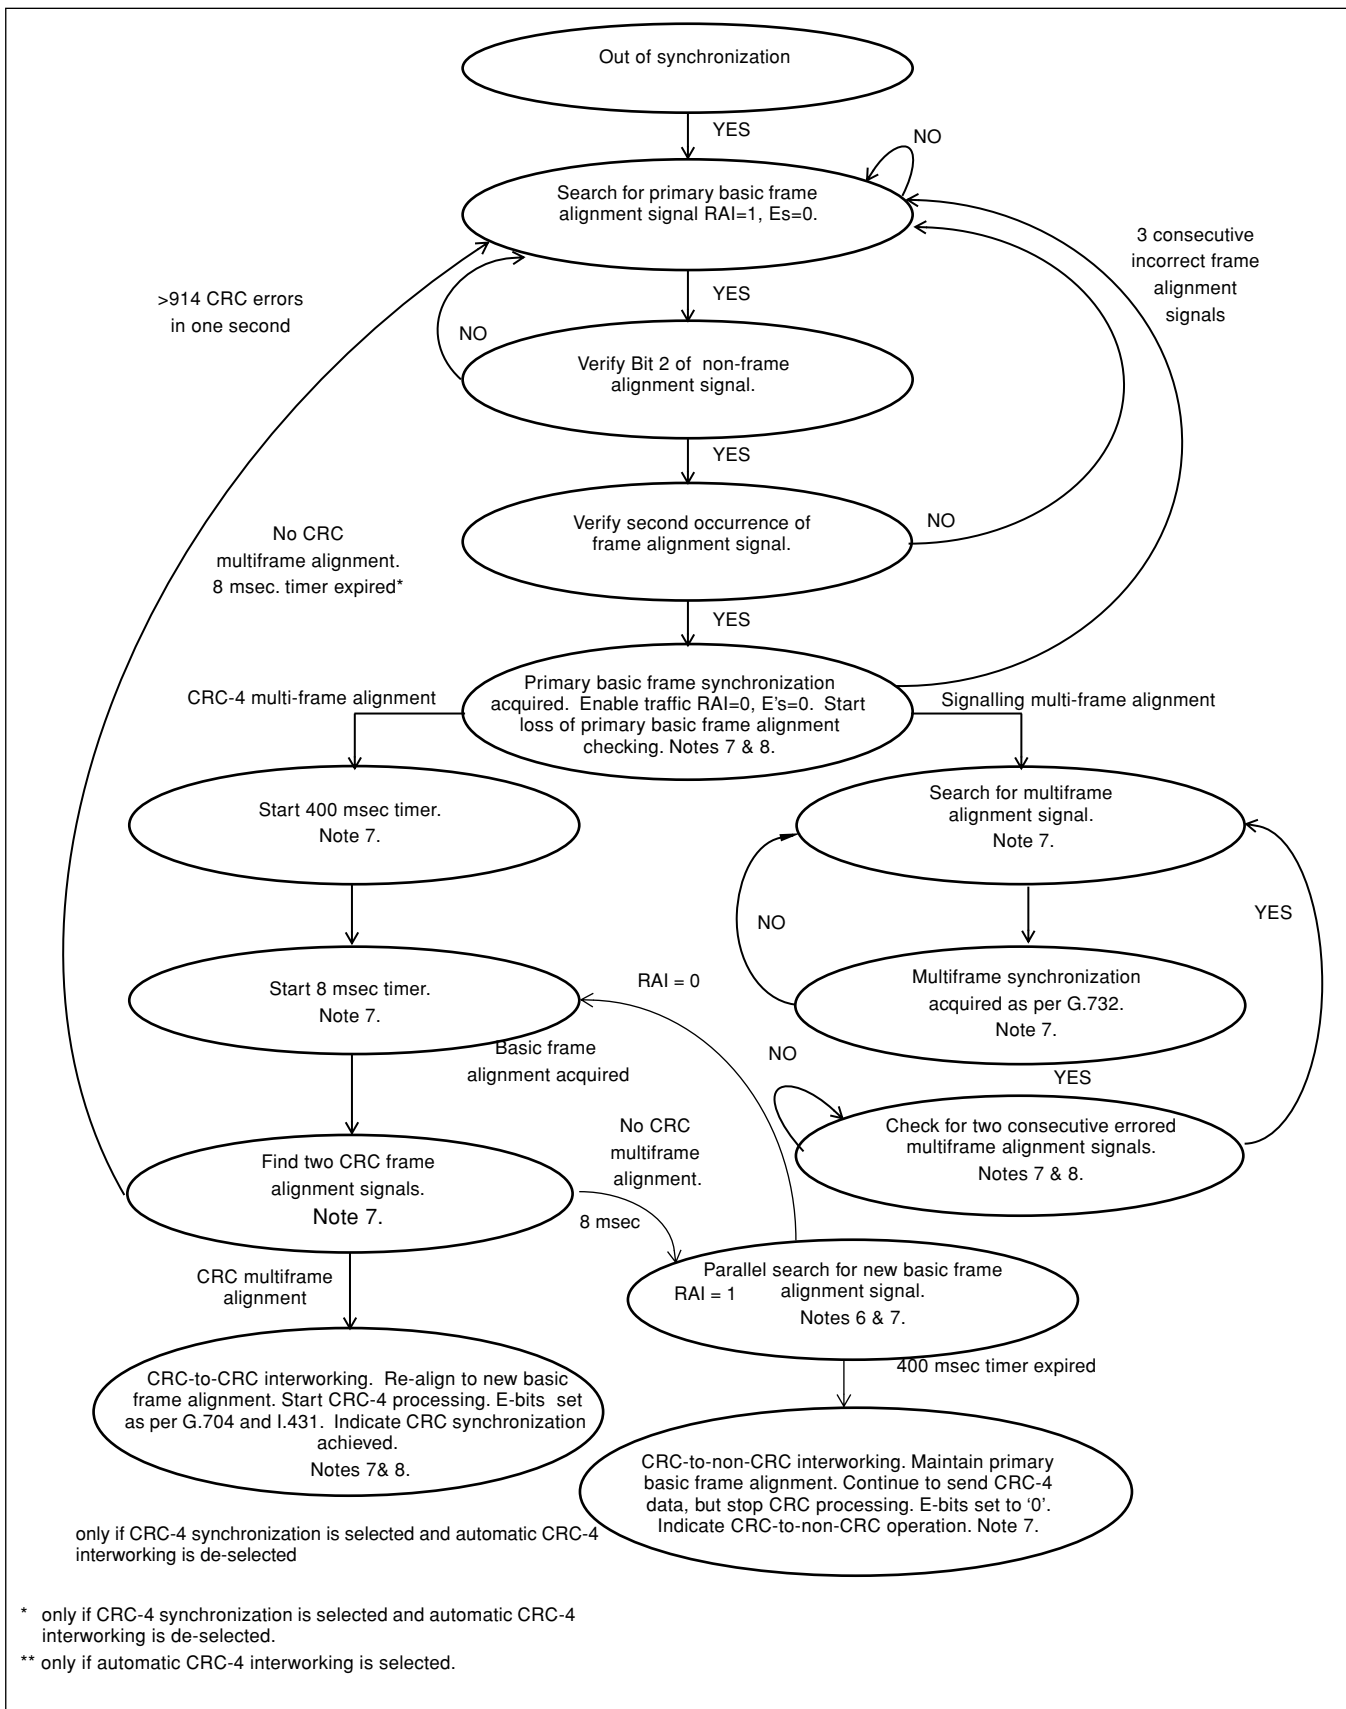 Out of synchronization
YES
NO
Search for primary basic frame
alignment signal RAI=1, Es=0.
3 consecutive
incorrect frame
alignment
signals
>914 CRC errors
in one second
YES
NO
Verify Bit 2 of non-frame
alignment signal.
YES
No CRC
multiframe alignment.
8 msec. timer expired*
Verify second occurrence of
frame alignment signal.
NO
YES
CRC-4 multi-frame alignment
Primary basic frame synchronization
acquired. Enable traffic RAI=0, E's=0. Start
loss of primary basic frame alignment
checking. Notes 7 & 8.
Signalling multi-frame alignment
Start 400 msec timer.
Note 7.
Search for multiframe
alignment signal.
Note 7.
NO
YES
Start 8 msec timer.
Note 7.
RAI = 0
Multiframe synchronization
acquired as per G.732.
Note 7.
Basic frame
alignment acquired
NO
YES
No CRC
multiframe
alignment.
Check for two consecutive errored
multiframe alignment signals.
Notes 7 & 8.
Find two CRC frame
alignment signals.
Note 7.
8 msec
CRC multiframe
alignment
Parallel search for new basic frame
alignment signal.
RAI = 1
Notes 6 & 7.
400 msec timer expired
CRC-to-CRC interworking. Re-align to new basic
frame alignment. Start CRC-4 processing. E-bits set
as per G.704 and I.431. Indicate CRC synchronization
achieved.
Notes 7& 8.
CRC-to-non-CRC interworking. Maintain primary
basic frame alignment. Continue to send CRC-4
data, but stop CRC processing. E-bits set to ‘0’.
Indicate CRC-to-non-CRC operation. Note 7.
only if CRC-4 synchronization is selected and automatic CRC-4
interworking is de-selected
* only if CRC-4 synchronization is selected and automatic CRC-4
interworking is de-selected.
** only if automatic CRC-4 interworking is selected.